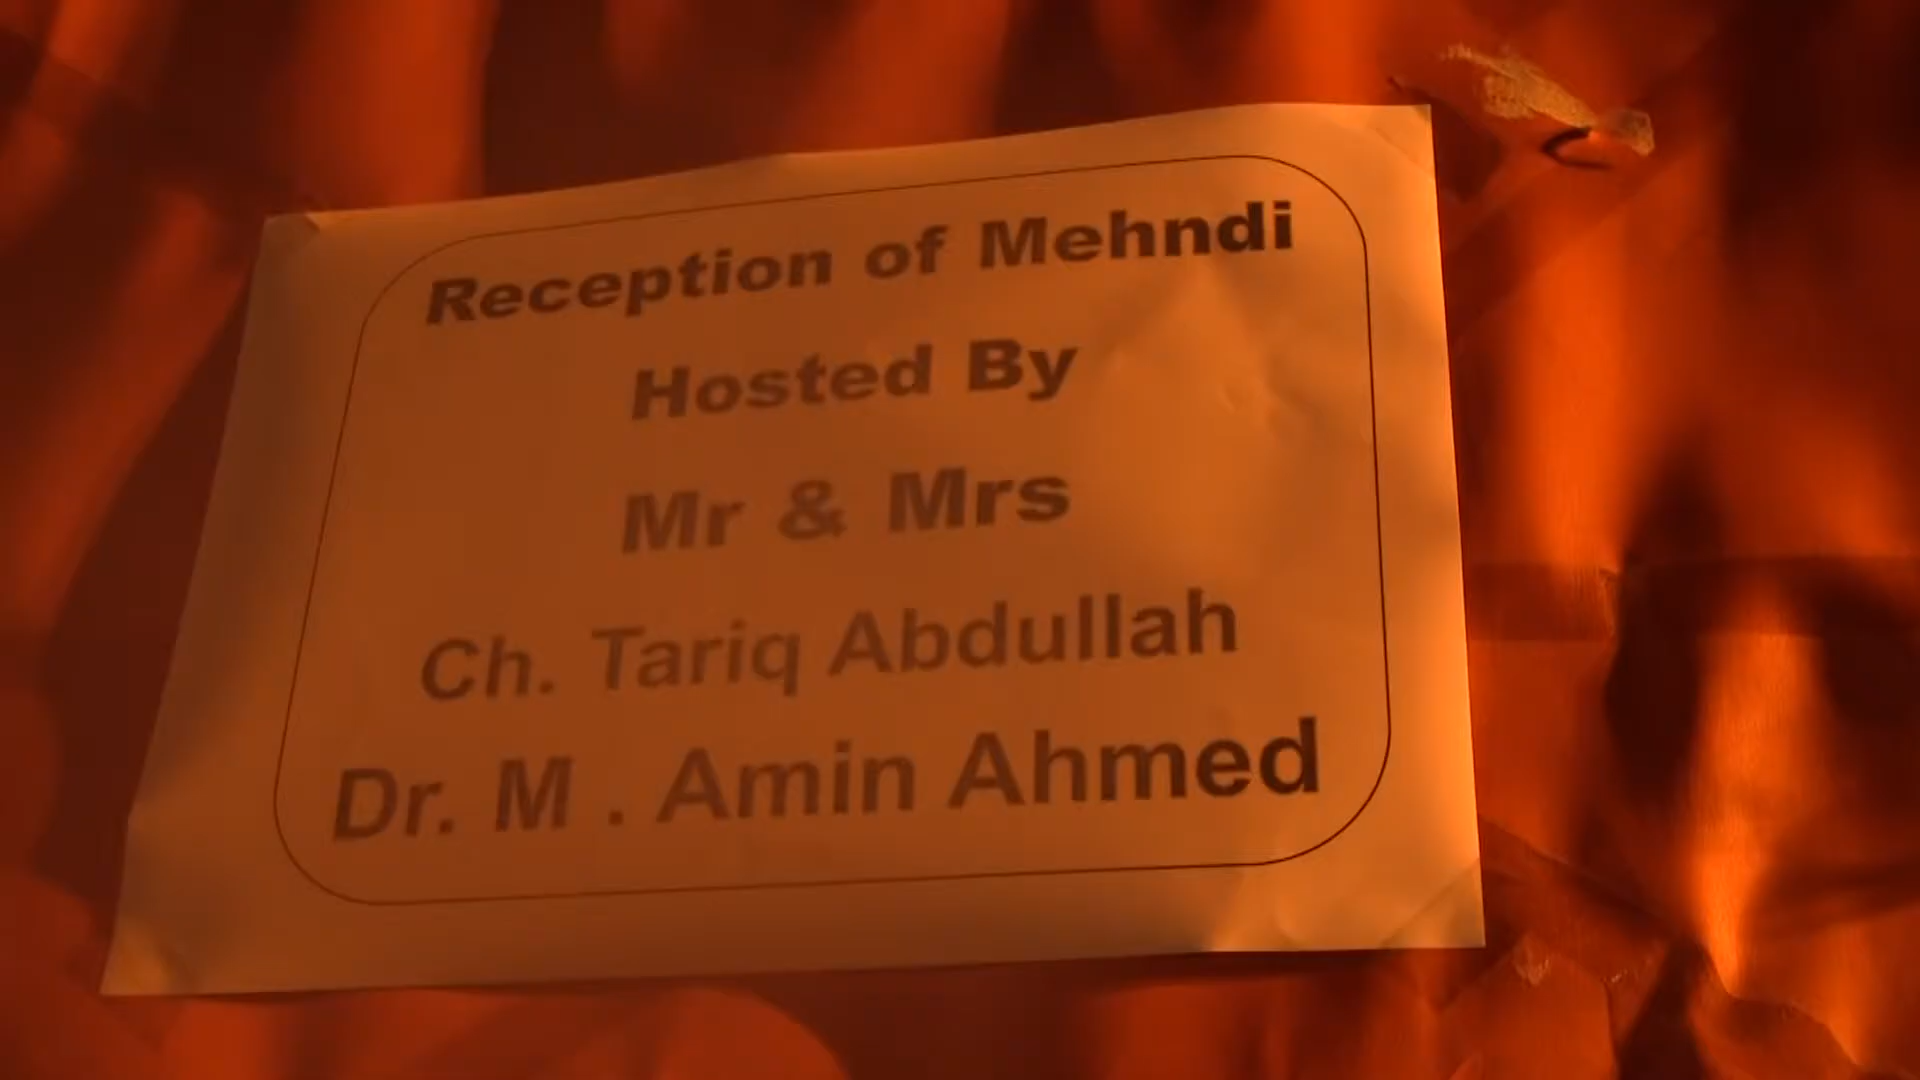 Reception of Mehndi
Hosted By
Mr & Mrs
Ch. Tariq Abdullah
Dr. M . Amin Ahmed